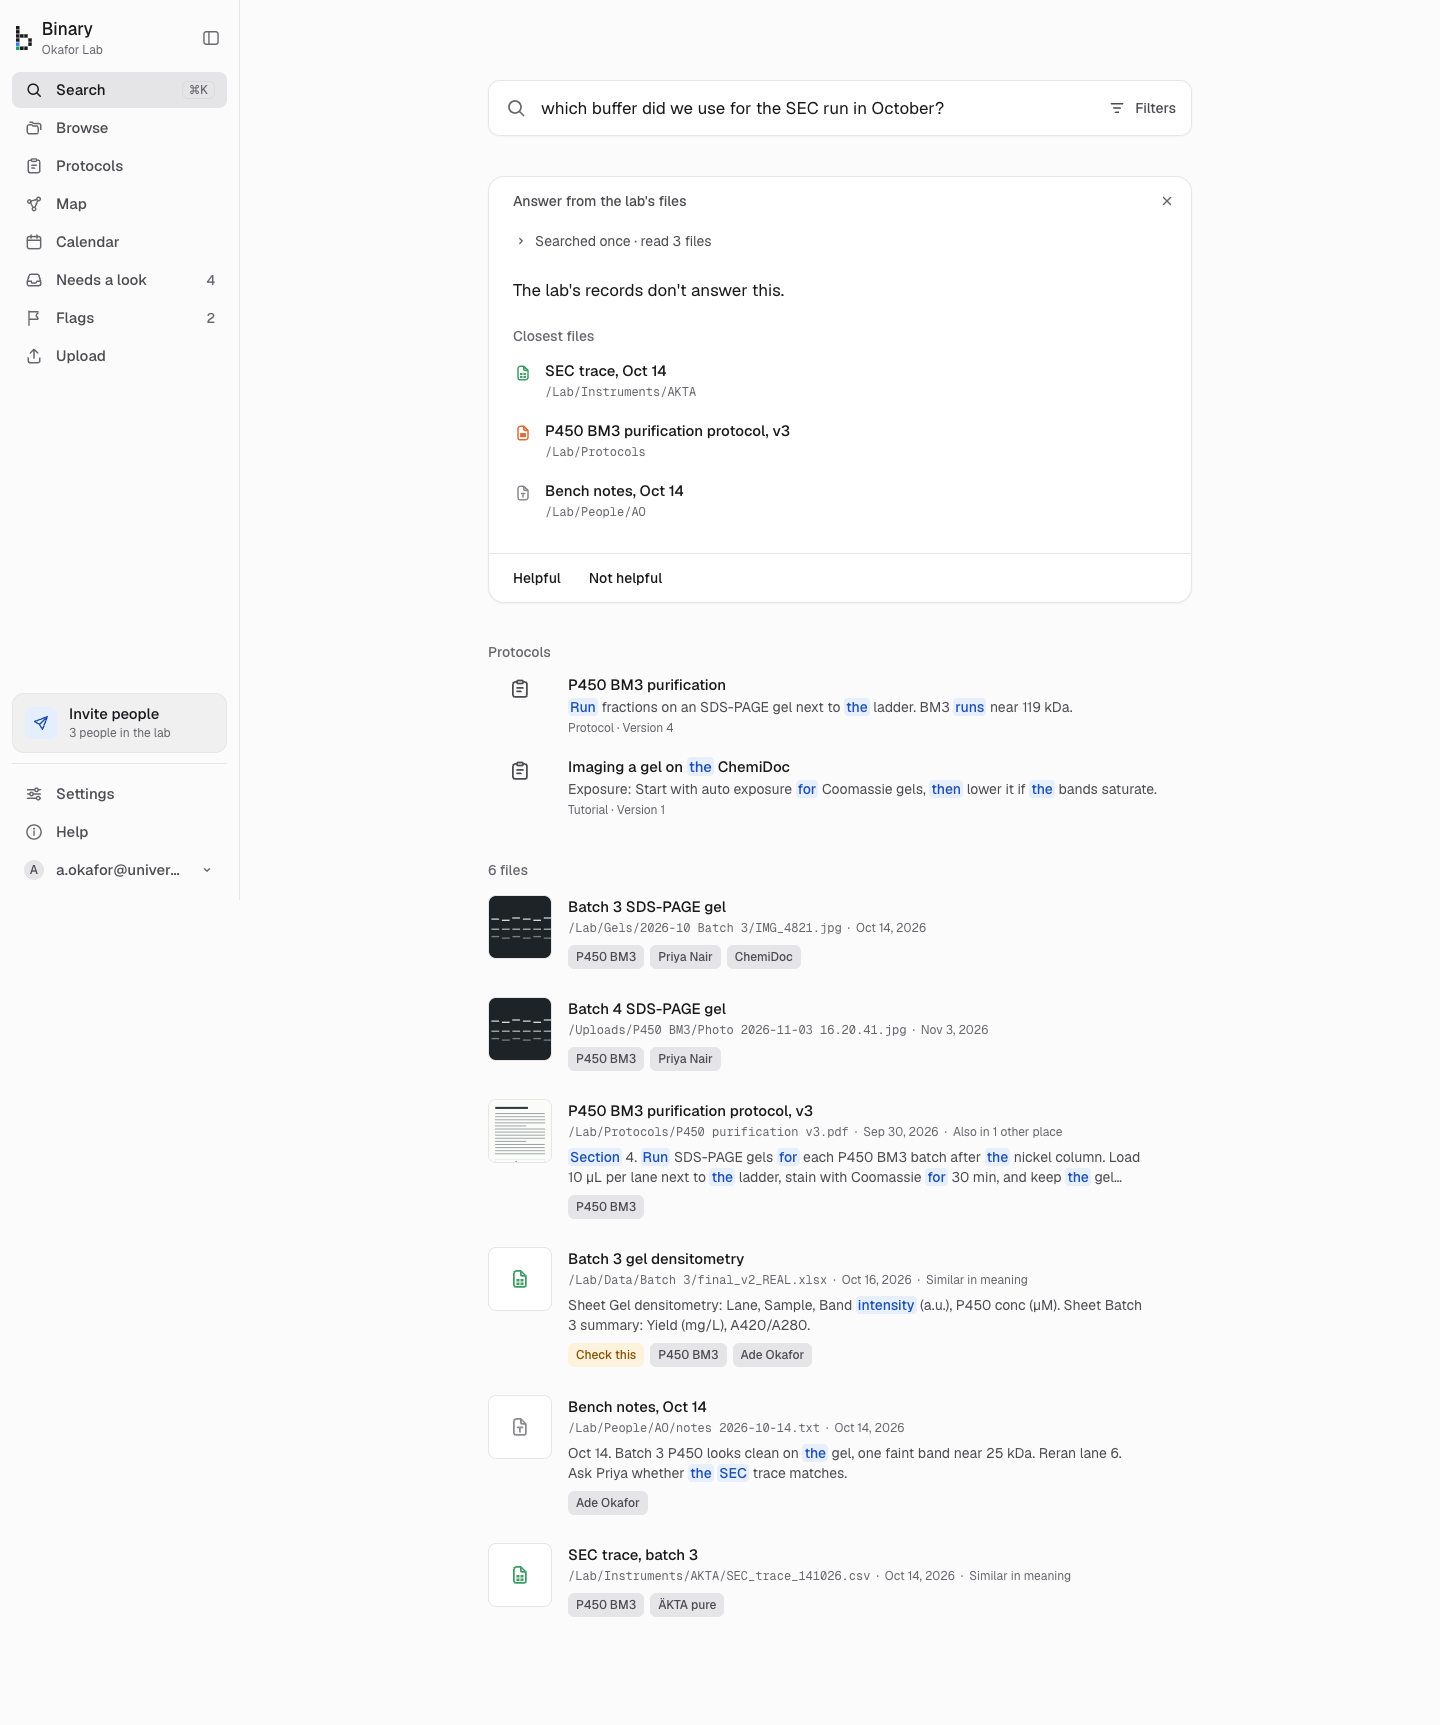 Binary
Okafor Lab
Search ⌘K
Browse
Protocols
Map
Calendar
Needs a look 4
Flags 2
Upload
Invite people
3 people in the lab
Settings
Help
A a.okafor@univer...
which buffer did we use for the SEC run in October?
Filters
Answer from the lab's files
Searched once · read 3 files
The lab's records don't answer this.
Closest files
SEC trace, Oct 14
/Lab/Instruments/AKTA
P450 BM3 purification protocol, v3
/Lab/Protocols
Bench notes, Oct 14
/Lab/People/AO
Helpful Not helpful
Protocols
P450 BM3 purification
Run fractions on an SDS-PAGE gel next to the ladder. BM3 runs near 119 kDa.
Protocol · Version 4
Imaging a gel on the ChemiDoc
Exposure: Start with auto exposure for Coomassie gels, then lower it if the bands saturate.
Tutorial · Version 1
6 files
Batch 3 SDS-PAGE gel
/Lab/Gels/2026-10 Batch 3/IMG_4821.jpg · Oct 14, 2026
P450 BM3 Priya Nair ChemiDoc
Batch 4 SDS-PAGE gel
/Uploads/P450 BM3/Photo 2026-11-03 16.20.41.jpg · Nov 3, 2026
P450 BM3 Priya Nair
P450 BM3 purification protocol, v3
/Lab/Protocols/P450 purification v3.pdf · Sep 30, 2026 · Also in 1 other place
Section 4. Run SDS-PAGE gels for each P450 BM3 batch after the nickel column. Load
10 µL per lane next to the ladder, stain with Coomassie for 30 min, and keep the gel...
P450 BM3
Batch 3 gel densitometry
/Lab/Data/Batch 3/final_v2_REAL.xlsx · Oct 16, 2026 · Similar in meaning
Sheet Gel densitometry: Lane, Sample, Band intensity (a.u.), P450 conc (µM). Sheet Batch
3 summary: Yield (mg/L), A420/A280.
Check this P450 BM3 Ade Okafor
Bench notes, Oct 14
/Lab/People/AO/notes 2026-10-14.txt · Oct 14, 2026
Oct 14. Batch 3 P450 looks clean on the gel, one faint band near 25 kDa. Reran lane 6.
Ask Priya whether the SEC trace matches.
Ade Okafor
SEC trace, batch 3
/Lab/Instruments/AKTA/SEC_trace_141026.csv · Oct 14, 2026 · Similar in meaning
P450 BM3 ÄKTA pure